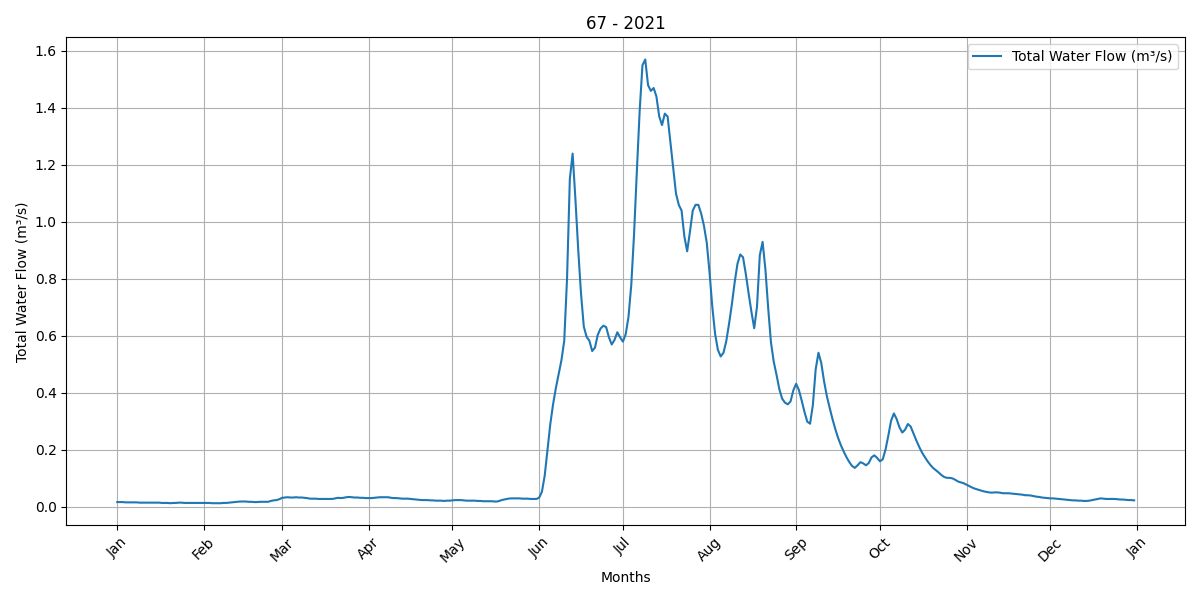 67 - 2021
Total Water Flow (m³/s)
Total Water Flow (m³/s)
1.6
1.4
1.2
1.0
0.8
0.6
0.4
0.2
0.0
Jan Feb Mar Apr May Jun Jul Aug Sep Oct Nov Dec Jan
Months